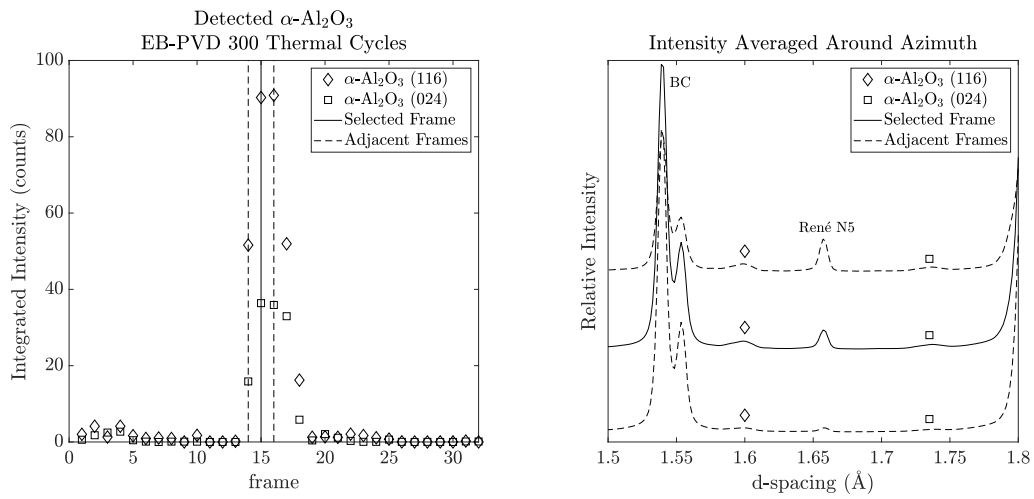 Detected α-Al₂O₃
EB-PVD 300 Thermal Cycles
100
80
60
40
20
0
Integrated Intensity (counts)
0 5 10 15 20 25 30
frame
α-Al₂O₃ (116)
α-Al₂O₃ (024)
Selected Frame
Adjacent Frames
Intensity Averaged Around Azimuth
Relative Intensity
BC
α-Al₂O₃ (116)
α-Al₂O₃ (024)
Selected Frame
Adjacent Frames
René N5
1.5 1.55 1.6 1.65 1.7 1.75 1.8
d-spacing (Å)